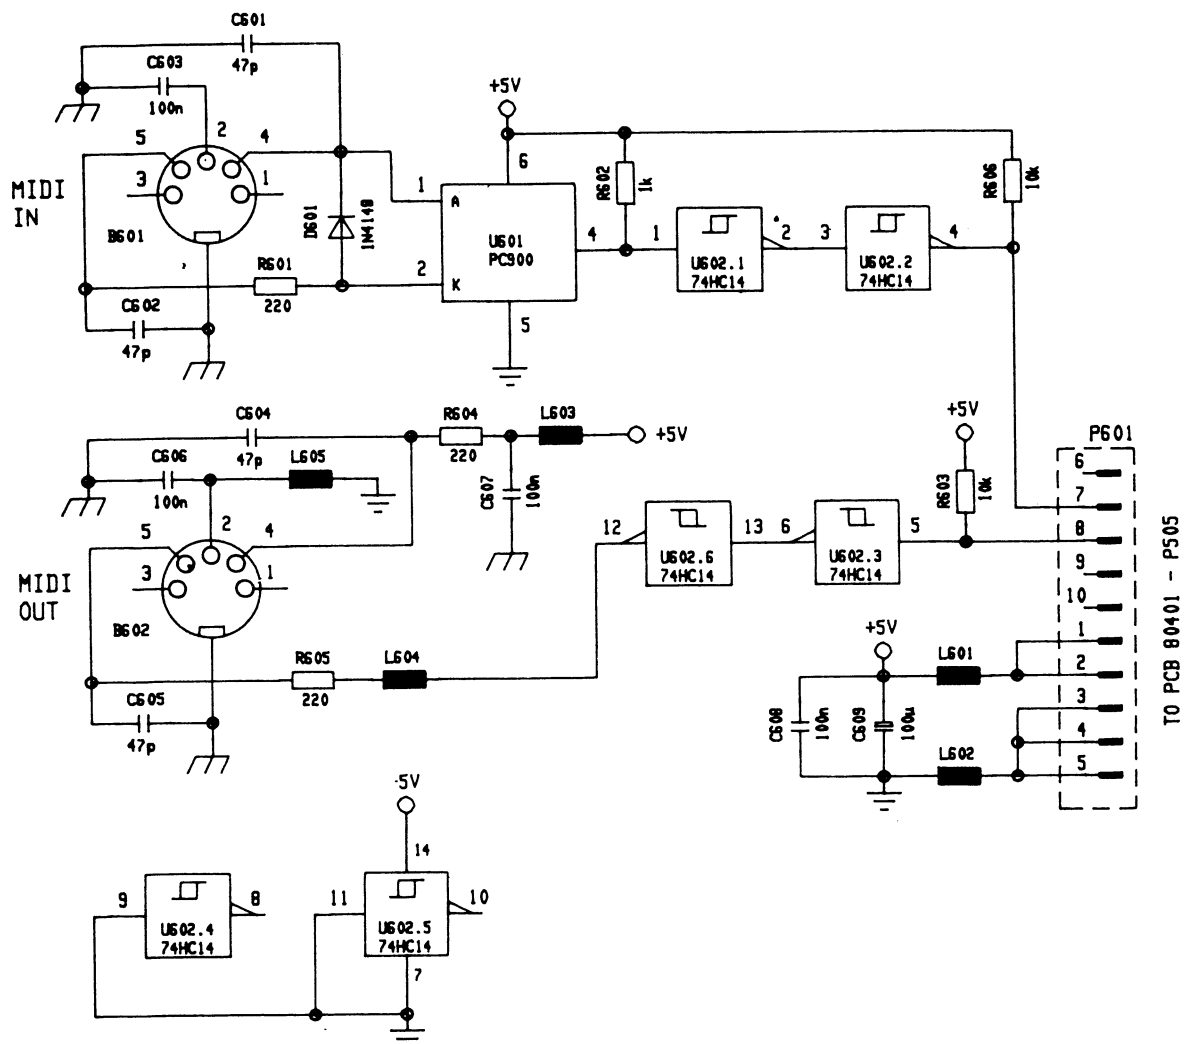 C601
47p
C603
100n
5
2
4
3
1
MIDI
IN
B601
D601
1N4148
R601
220
C602
47p
+5V
6
1
A
U601
PC900
2
K
4
5
R602
1k
1
U602.1
74HC14
2
3
U602.2
74HC14
4
R606
10k
C604
47p
R604
220
L603
+5V
C606
100n
L605
C607
100n
5
2
4
3
1
MIDI
OUT
B602
R605
220
L604
C605
47p
12
U602.6
74HC14
13
6
U602.3
74HC14
5
+5V
R603
10k
P601
6
7
8
9
10
1
2
3
4
5
TO PCB 80401 - P505
+5V
L601
C608
100n
C609
100u
L602
9
U602.4
74HC14
8
-5V
14
11
U602.5
74HC14
10
7